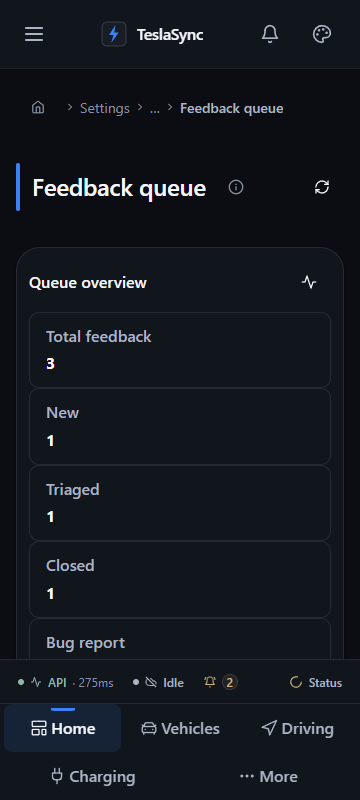 TeslaSync
Settings ... Feedback queue
Feedback queue
Queue overview
Total feedback
3
New
1
Triaged
1
Closed
1
Bug report
API · 275ms Idle 2 Status
Home Vehicles Driving
Charging More